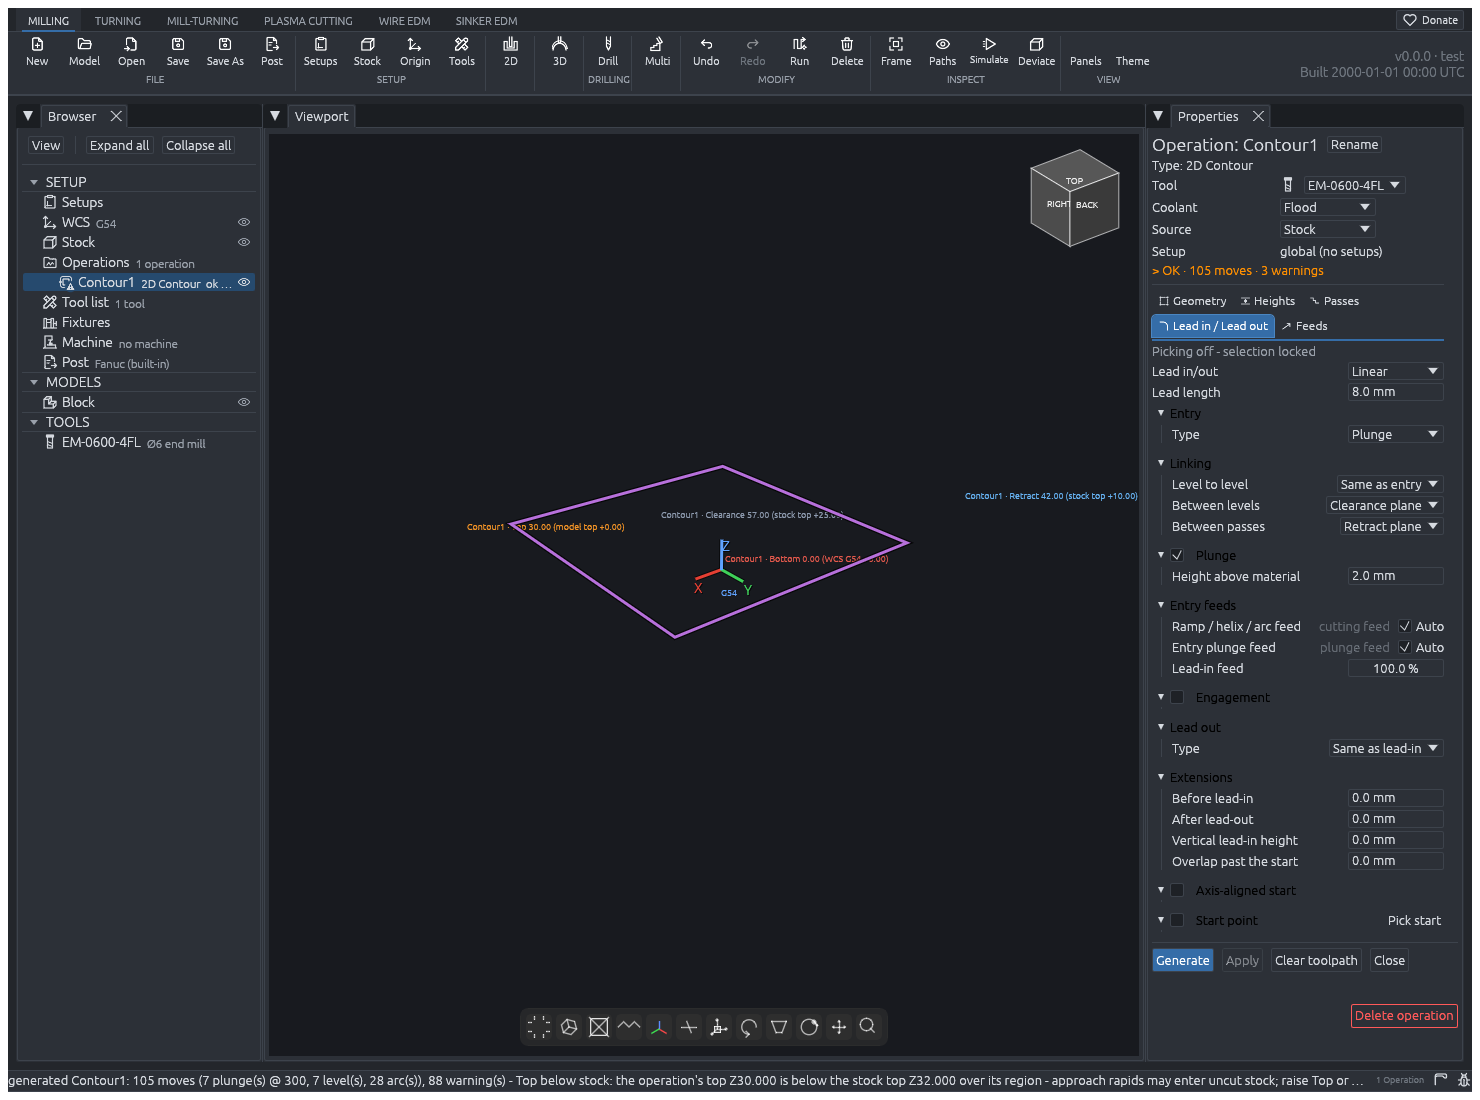 MILLING TURNING MILL-TURNING PLASMA CUTTING WIRE EDM SINKER EDM Donate
New Model Open Save Save As Post Setups Stock Origin Tools 2D 3D Drill Multi Undo Redo Run Delete Frame Paths Simulate Deviate Panels Theme
FILE SETUP DRILLING MODIFY INSPECT VIEW
v0.0.0 · test
Built 2000-01-01 00:00 UTC
Browser
Viewport
Properties
View Expand all Collapse all
SETUP
Setups
WCS G54
Stock
Operations 1 operation
Contour1 2D Contour ok ...
Tool list 1 tool
Fixtures
Machine no machine
Post Fanuc (built-in)
MODELS
Block
TOOLS
EM-0600-4FL Ø6 end mill
TOP
RIGHT BACK
Contour1 · Retract 42.00 (stock top +10.00)
Contour1 · Clearance 57.00 (stock top +25.00)
Contour1 · Top 30.00 (model top +0.00)
Z
Contour1 · Bottom 0.00 (WCS G54
X
Y
G54
Operation: Contour1 Rename
Type: 2D Contour
Tool EM-0600-4FL
Coolant Flood
Source Stock
Setup global (no setups)
> OK · 105 moves · 3 warnings
Geometry Heights Passes
Lead in / Lead out Feeds
Picking off - selection locked
Lead in/out Linear
Lead length 8.0 mm
Entry
Type Plunge
Linking
Level to level Same as entry
Between levels Clearance plane
Between passes Retract plane
Plunge
Height above material 2.0 mm
Entry feeds
Ramp / helix / arc feed cutting feed Auto
Entry plunge feed plunge feed Auto
Lead-in feed 100.0 %
Engagement
Lead out
Type Same as lead-in
Extensions
Before lead-in 0.0 mm
After lead-out 0.0 mm
Vertical lead-in height 0.0 mm
Overlap past the start 0.0 mm
Axis-aligned start
Start point Pick start
Generate Apply Clear toolpath Close
Delete operation
generated Contour1: 105 moves (7 plunge(s) @ 300, 7 level(s), 28 arc(s)), 88 warning(s) - Top below stock: the operation's top Z30.000 is below the stock top Z32.000 over its region - approach rapids may enter uncut stock; raise Top or ... 1 Operation